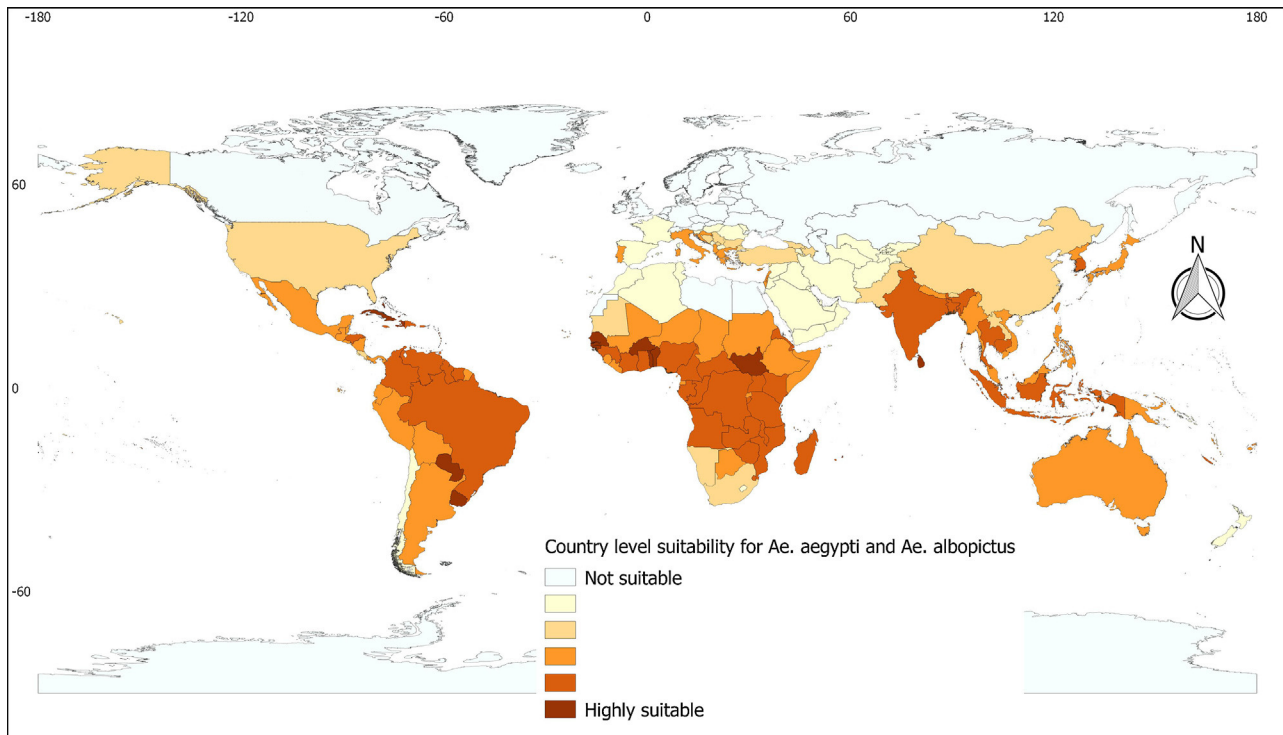 -180 -120 -60 0 60 120 180
60
N
0
Country level suitability for Ae. aegypti and Ae. albopictus
Not suitable
-60
Highly suitable